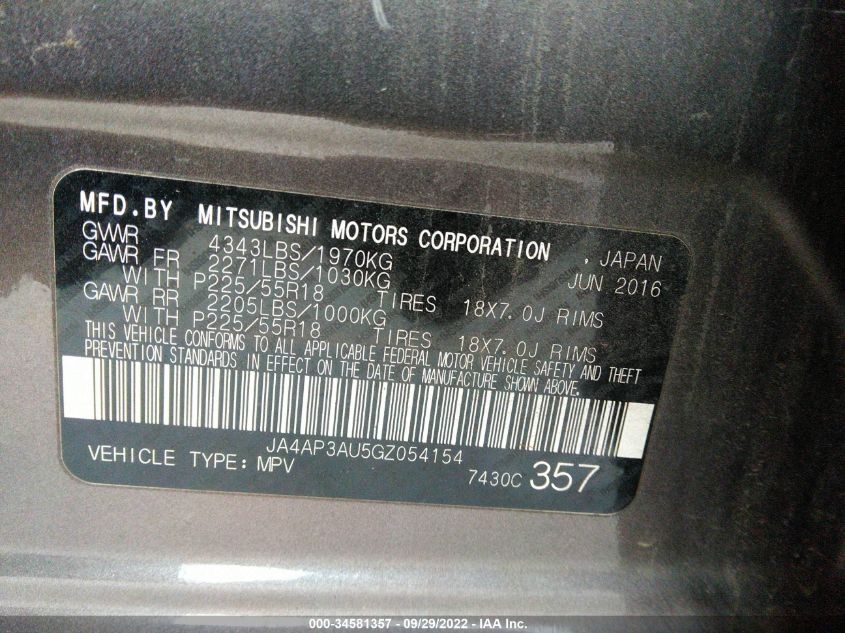 MFD.BY MITSUBISHI MOTORS CORPORATION , JAPAN
GVWR 4343LBS/1970KG JUN 2016
GAWR FR 2271LBS/1030KG
WITH P225/55R18 TIRES 18X7.0J RIMS
GAWR RR 2205LBS/1000KG
WITH P225/55R18 TIRES 18X7.0J RIMS
THIS VEHICLE CONFORMS TO ALL APPLICABLE FEDERAL MOTOR VEHICLE SAFETY AND THEFT
PREVENTION STANDARDS IN EFFECT ON THE DATE OF MANUFACTURE SHOWN ABOVE.
JA4AP3AU5GZ054154
VEHICLE TYPE: MPV 7430C 357
000-34581357 - 09/29/2022 - IAA Inc.